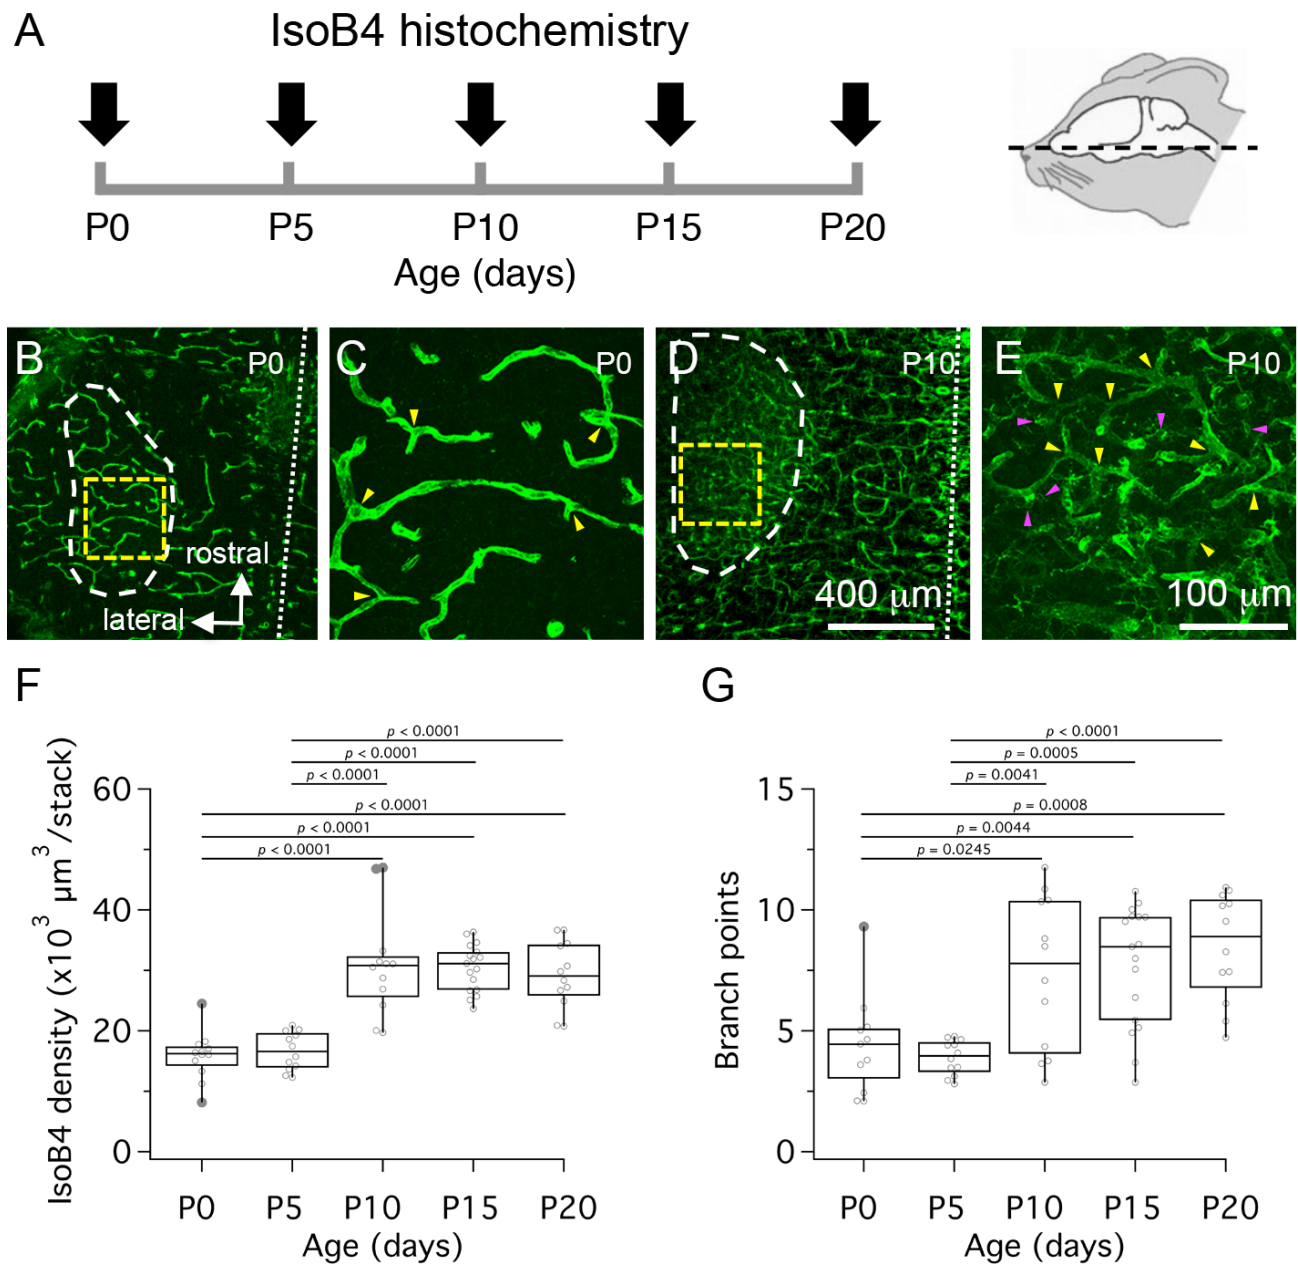 A
IsoB4 histochemistry
P0 P5 P10 P15 P20
Age (days)
B P0
rostral
lateral
C P0
D P10
400 µm
E P10
100 µm
F
IsoB4 density (x10³ µm³/stack)
60
40
20
0
p < 0.0001
p < 0.0001
p < 0.0001
p < 0.0001
p < 0.0001
p < 0.0001
P0 P5 P10 P15 P20
Age (days)
G
Branch points
15
10
5
0
p < 0.0001
p = 0.0005
p = 0.0041
p = 0.0008
p = 0.0044
p = 0.0245
P0 P5 P10 P15 P20
Age (days)